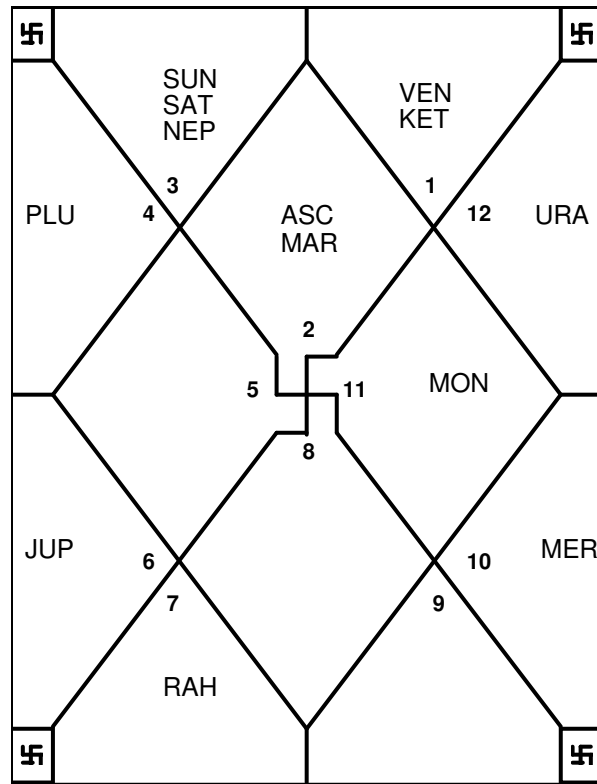 SUN
SAT
NEP
VEN
KET
3
1
PLU
4
ASC
MAR
12
URA
2
5
11
MON
8
JUP
6
10
MER
7
9
RAH